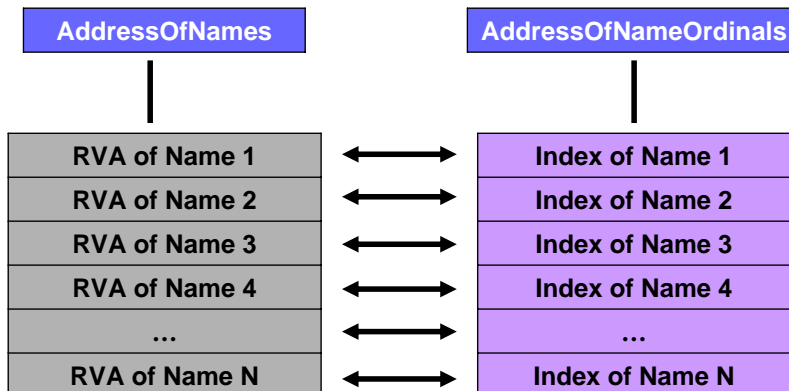 AddressOfNames AddressOfNameOrdinals
RVA of Name 1 Index of Name 1
RVA of Name 2 Index of Name 2
RVA of Name 3 Index of Name 3
RVA of Name 4 Index of Name 4
... ...
RVA of Name N Index of Name N